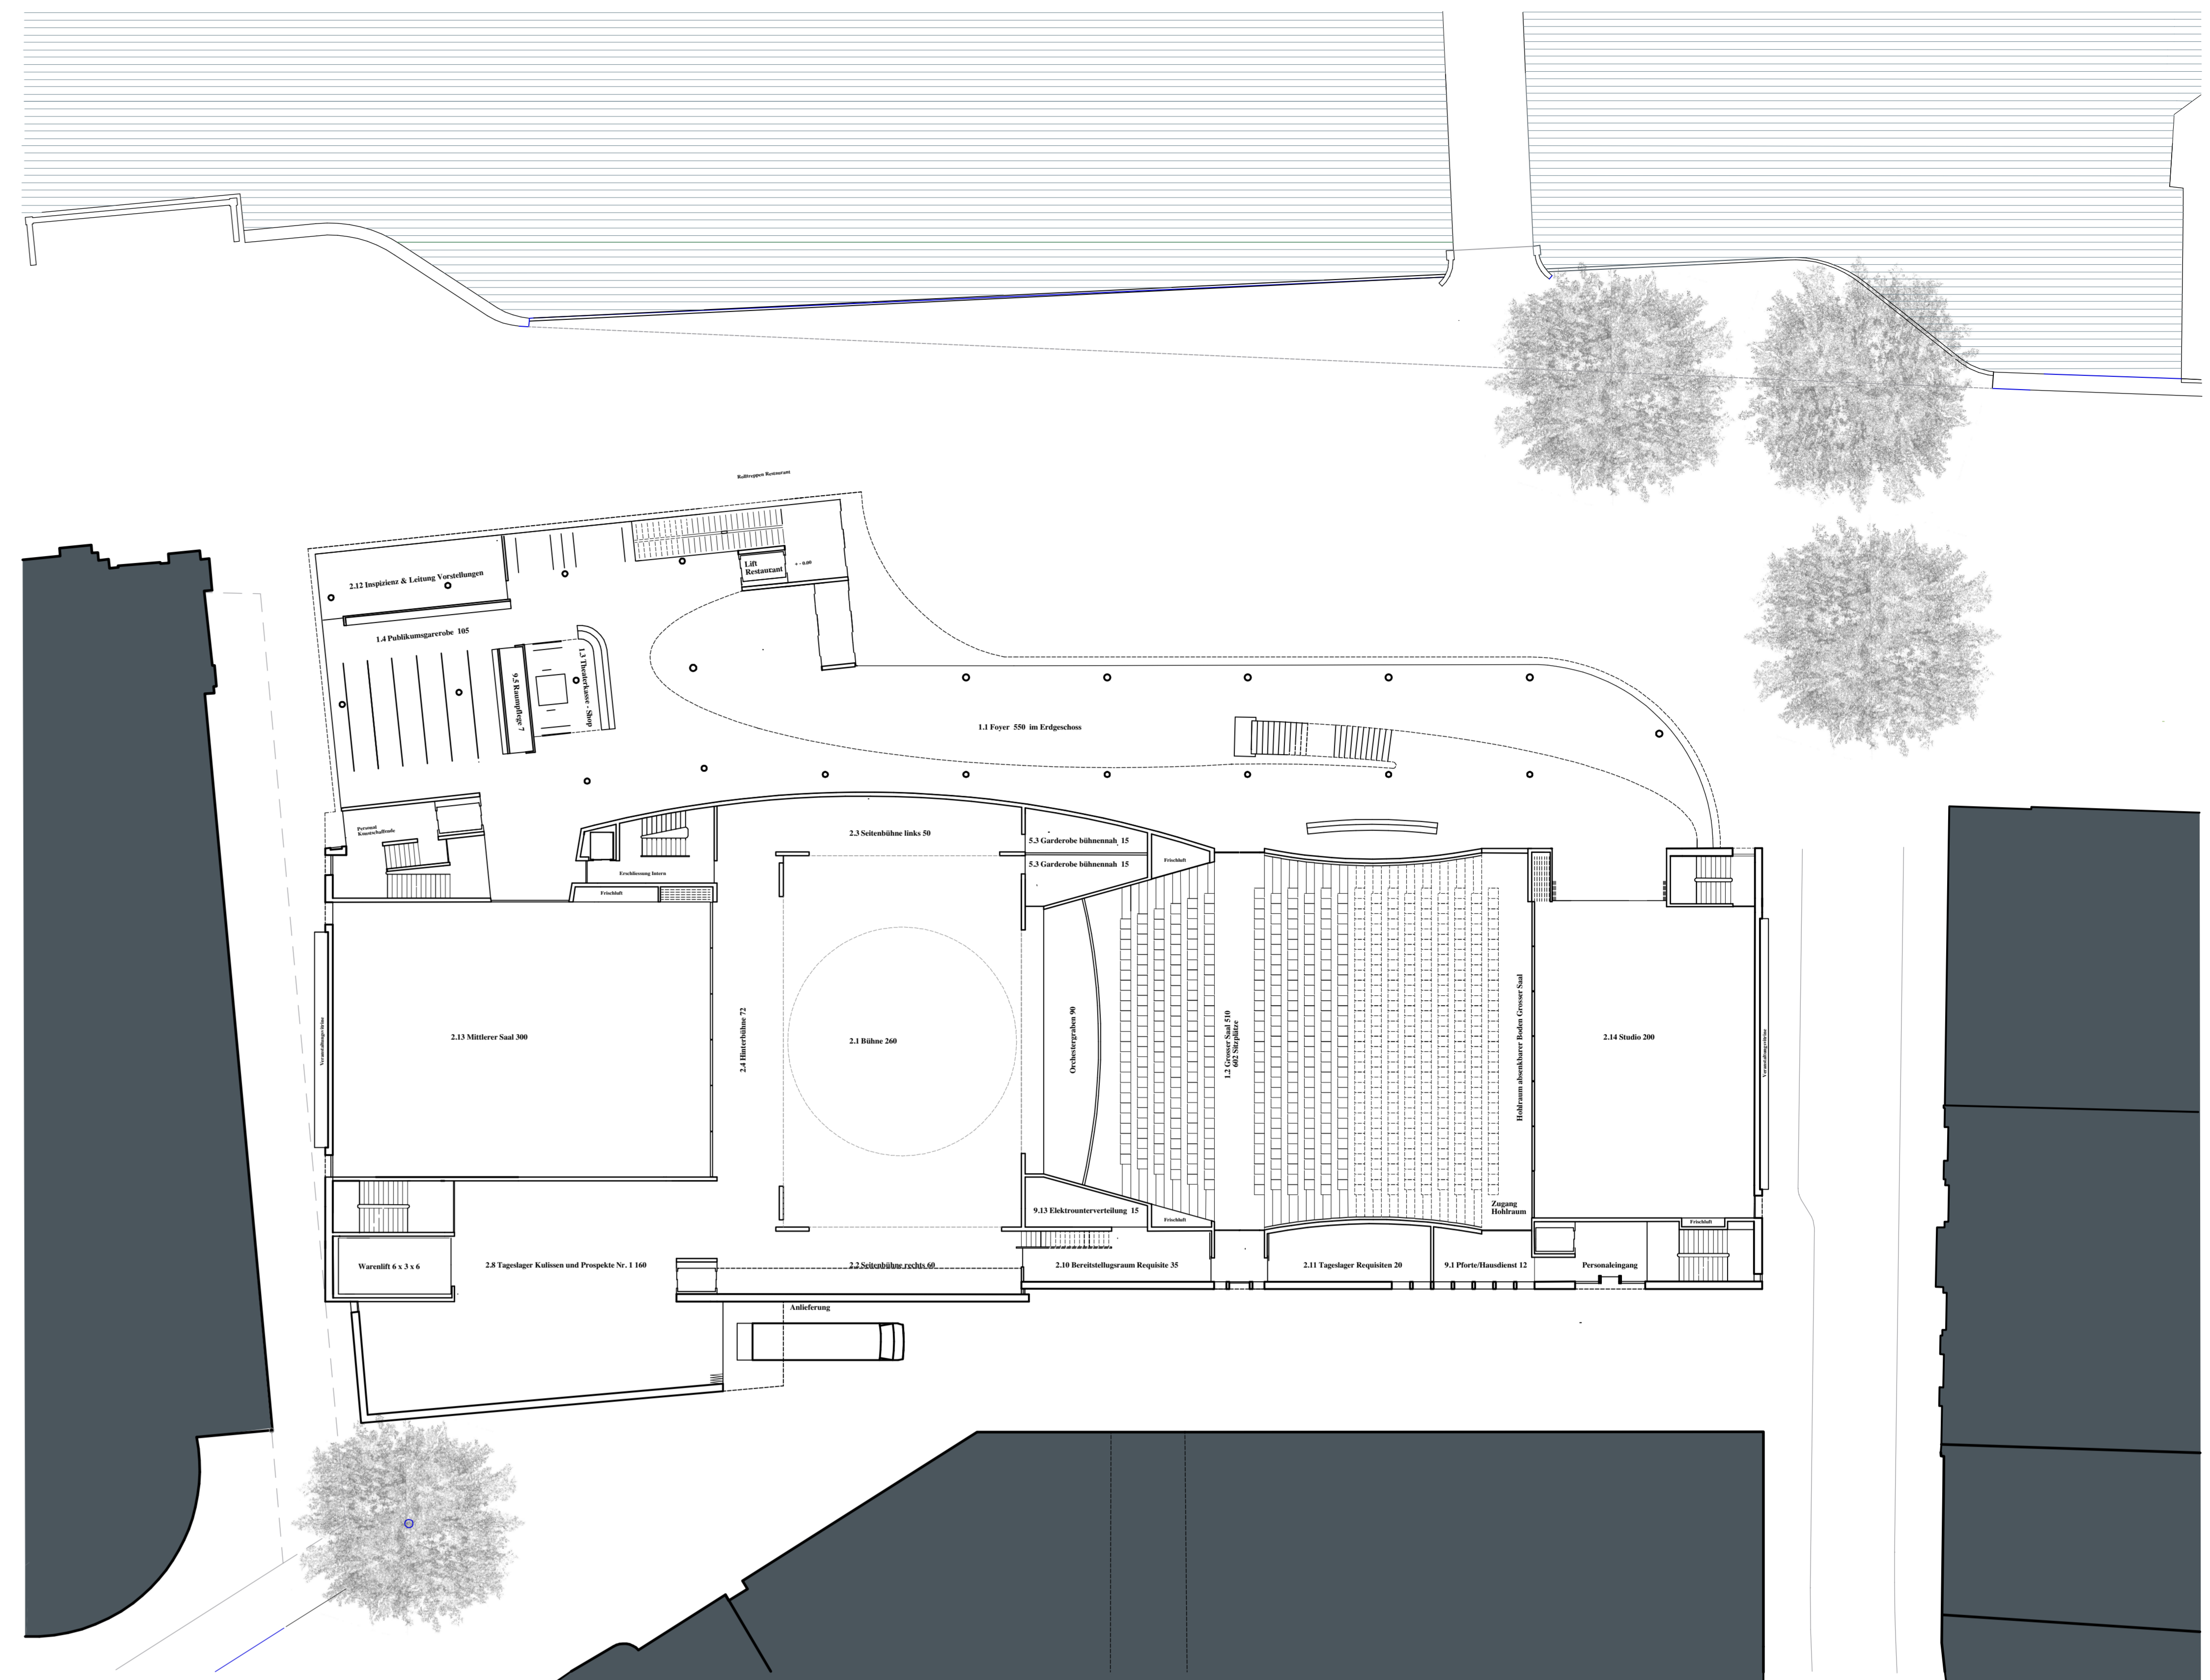 Rolltreppen Restaurant
Lift
Restaurant
+ - 0.00
2.12 Inspizienz & Leitung Vorstellungen
1.4 Publikumsgarerobe 105
9.5 Raumpflege 7
1.3 Theaterkasse - Shop
1.1 Foyer 550 im Erdgeschoss
Personal
Kunstschaffende
2.3 Seitenbühne links 50
5.3 Garderobe bühnennah 15
5.3 Garderobe bühnennah 15
Frischluft
Erschliessung Intern
Frischluft
Veranstaltungsvitrine
2.13 Mittlerer Saal 300
2.4 Hinterbühne 72
2.1 Bühne 260
Orchestergraben 90
1.2 Grosser Saal 510
602 Sitzplätze
Hohlraum absenkbarer Boden Grosser Saal
2.14 Studio 200
Veranstaltungsvitrine
Zugang
Hohlraum
9.13 Elektrounterverteilung 15
Frischluft
Frischluft
Warenlift 6 x 3 x 6
2.8 Tageslager Kulissen und Prospekte Nr. 1 160
2.2 Seitenbühne rechts 60
2.10 Bereitstellugsraum Requisite 35
2.11 Tageslager Requisiten 20
9.1 Pforte/Hausdienst 12
Personaleingang
Anlieferung